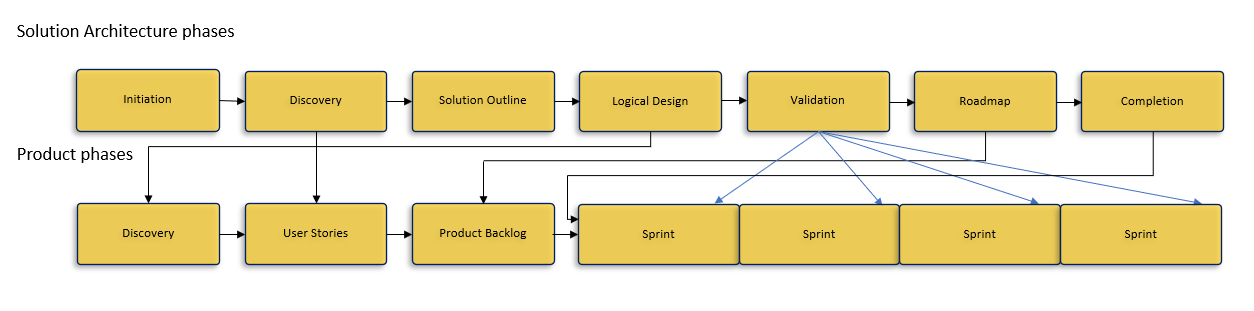 Solution Architecture phases
Initiation
Discovery
Solution Outline
Logical Design
Validation
Roadmap
Completion
Product phases
Discovery
User Stories
Product Backlog
Sprint
Sprint
Sprint
Sprint